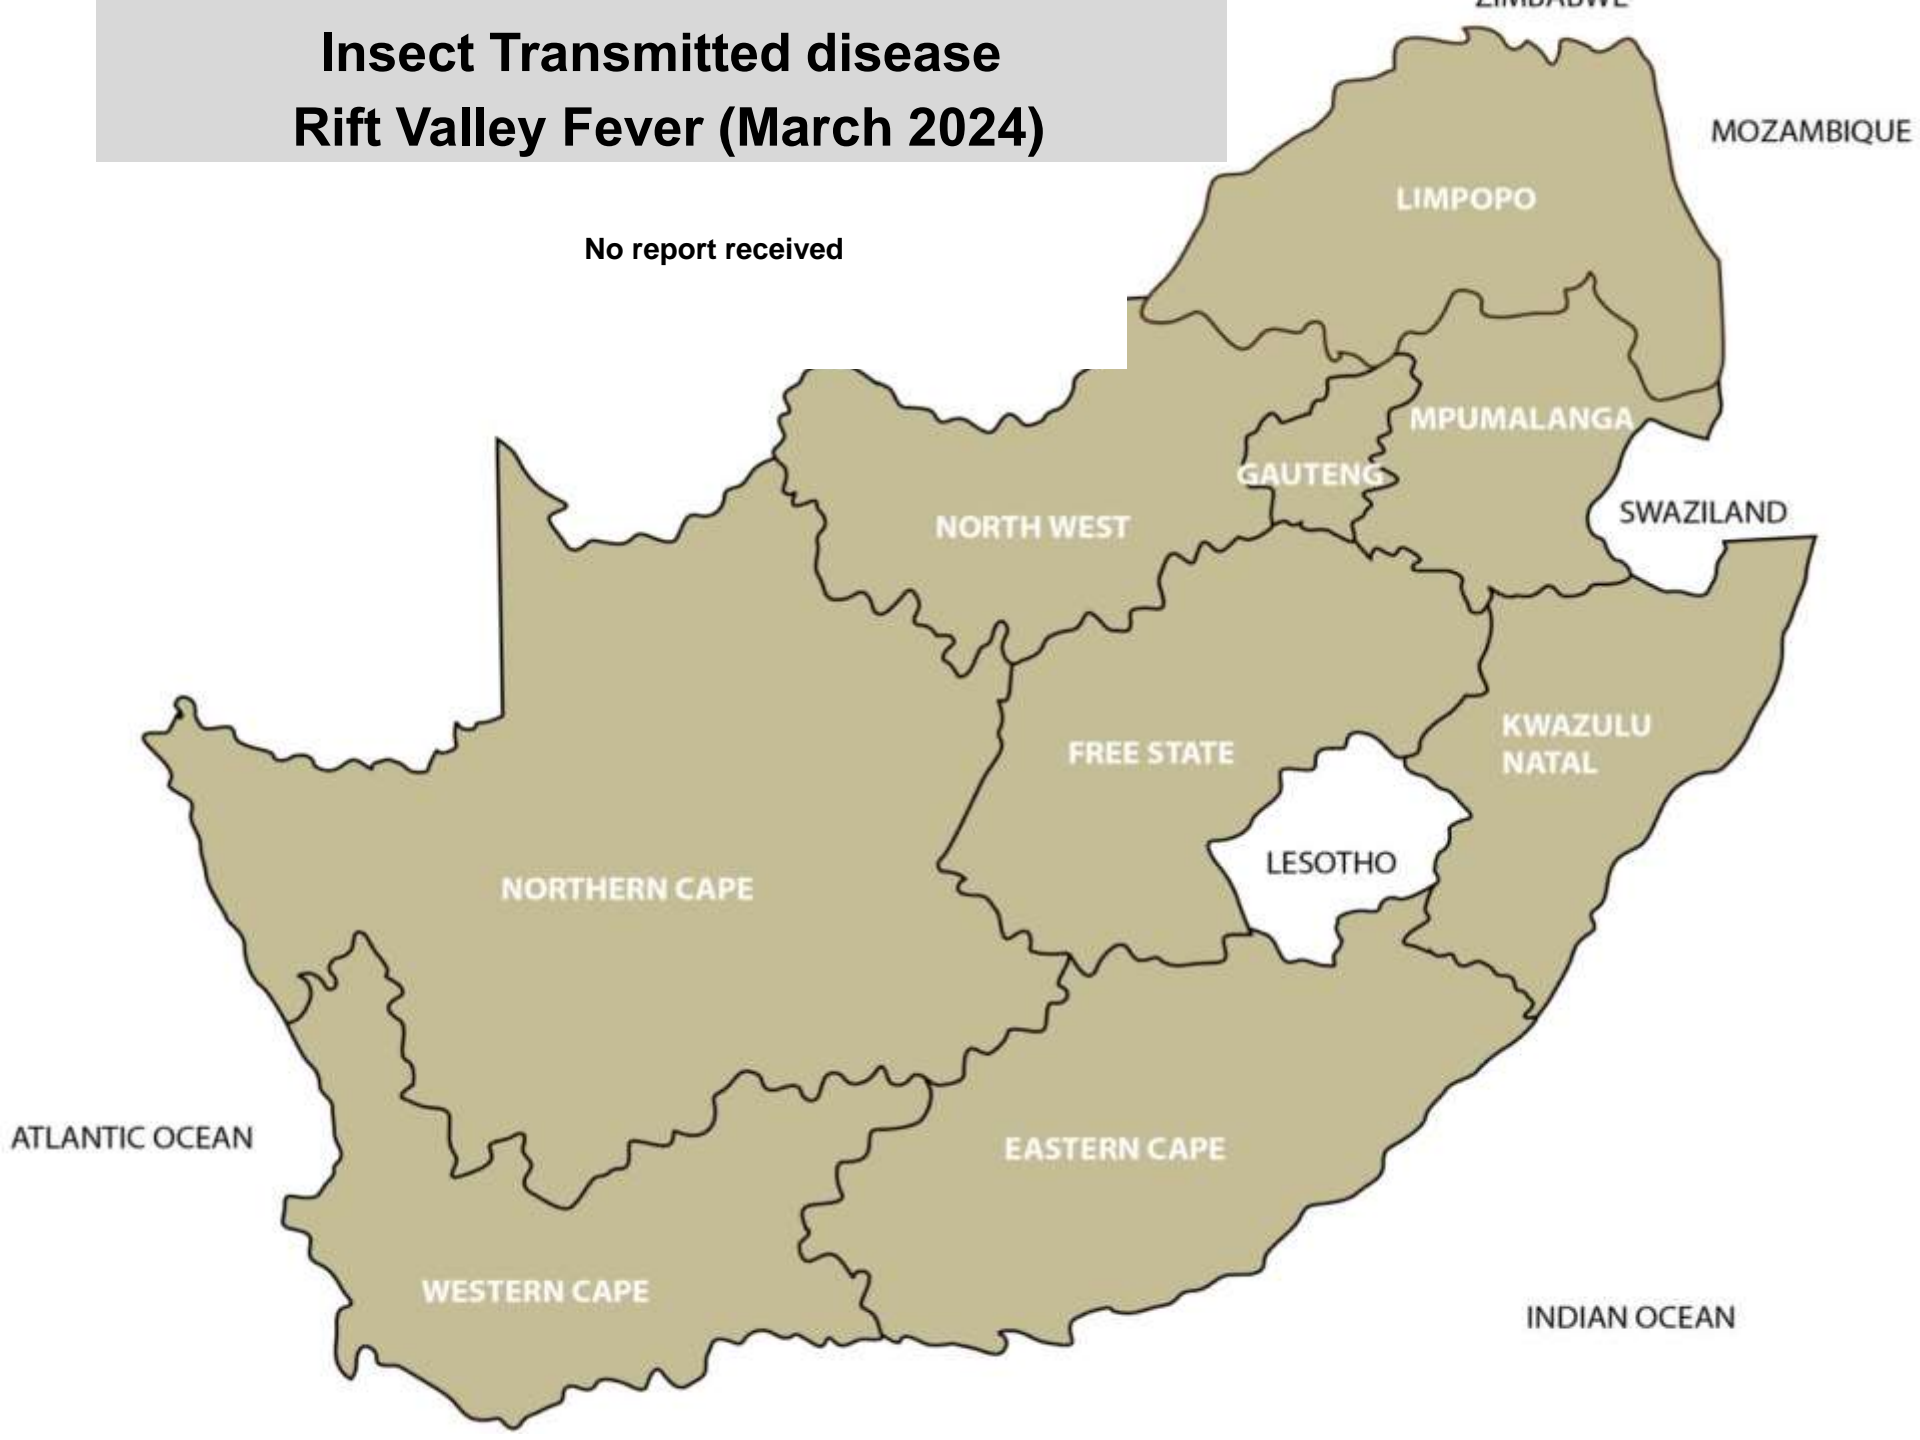 ZIMBABWE
Insect Transmitted disease
Rift Valley Fever (March 2024)
MOZAMBIQUE
LIMPOPO
No report received
MPUMALANGA
GAUTENG
SWAZILAND
NORTH WEST
KWAZULU
NATAL
FREE STATE
LESOTHO
NORTHERN CAPE
ATLANTIC OCEAN
EASTERN CAPE
WESTERN CAPE
INDIAN OCEAN